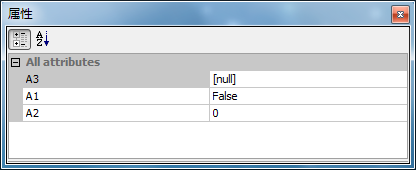 属性
A
Z
All attributes
A3 [null]
A1 False
A2 0